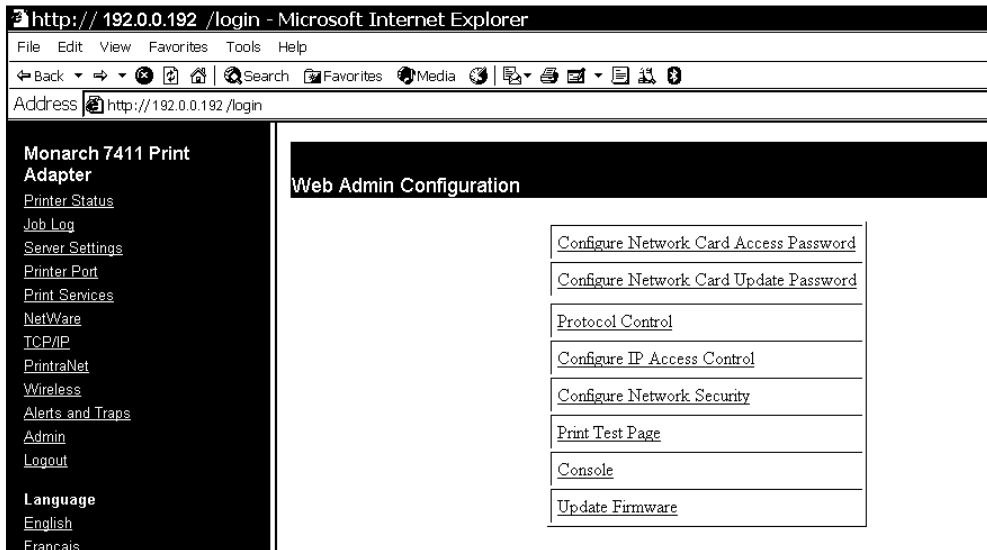 http:// 192.0.0.192 /login - Microsoft Internet Explorer
File Edit View Favorites Tools Help
Back Search Favorites Media
Address http://192.0.0.192 /login
Monarch 7411 Print
Adapter
Printer Status
Job Log
Server Settings
Printer Port
Print Services
NetWare
TCP/IP
PrintraNet
Wireless
Alerts and Traps
Admin
Logout
Language
English
Français
Web Admin Configuration
Configure Network Card Access Password
Configure Network Card Update Password
Protocol Control
Configure IP Access Control
Configure Network Security
Print Test Page
Console
Update Firmware